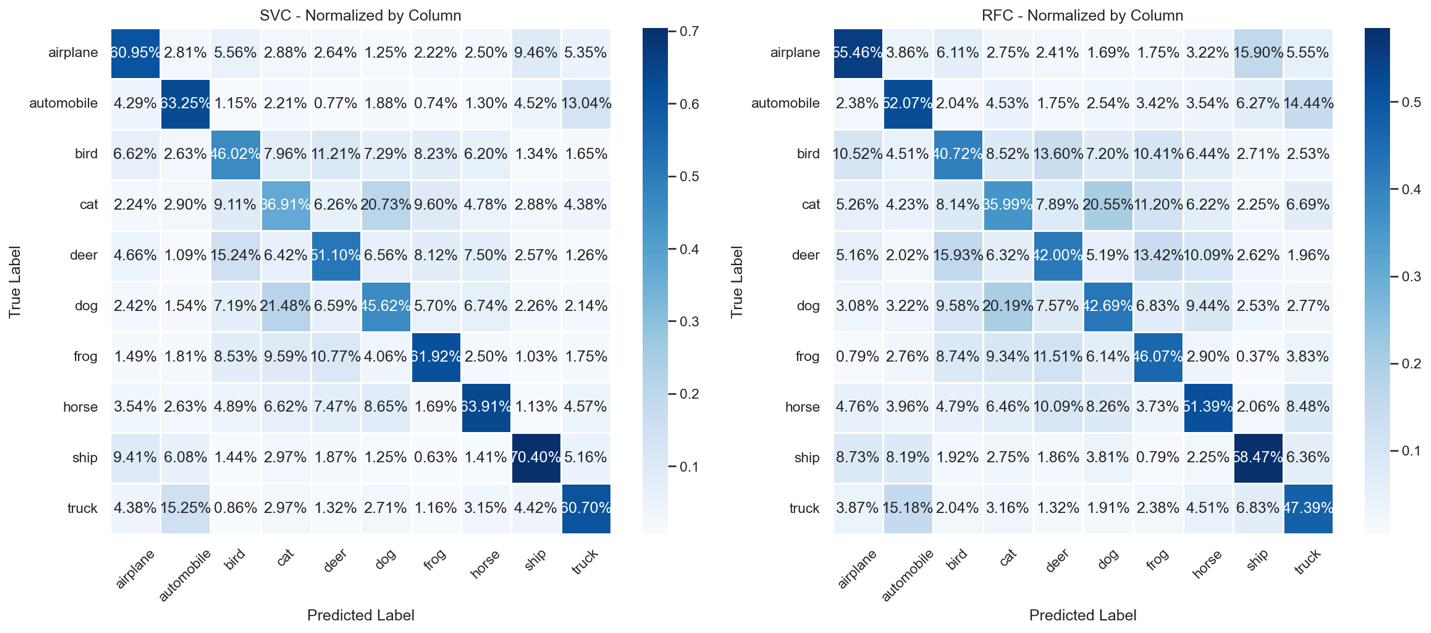 SVC - Normalized by Column
airplane 60.95% 2.81% 5.56% 2.88% 2.64% 1.25% 2.22% 2.50% 9.46% 5.35%
automobile 4.29% 63.25% 1.15% 2.21% 0.77% 1.88% 0.74% 1.30% 4.52% 13.04%
bird 6.62% 2.63% 46.02% 7.96% 11.21% 7.29% 8.23% 6.20% 1.34% 1.65%
cat 2.24% 2.90% 9.11% 36.91% 6.26% 20.73% 9.60% 4.78% 2.88% 4.38%
deer 4.66% 1.09% 15.24% 6.42% 51.10% 6.56% 8.12% 7.50% 2.57% 1.26%
dog 2.42% 1.54% 7.19% 21.48% 6.59% 45.62% 5.70% 6.74% 2.26% 2.14%
frog 1.49% 1.81% 8.53% 9.59% 10.77% 4.06% 61.92% 2.50% 1.03% 1.75%
horse 3.54% 2.63% 4.89% 6.62% 7.47% 8.65% 1.69% 63.91% 1.13% 4.57%
ship 9.41% 6.08% 1.44% 2.97% 1.87% 1.25% 0.63% 1.41% 70.40% 5.16%
truck 4.38% 15.25% 0.86% 2.97% 1.32% 2.71% 1.16% 3.15% 4.42% 60.70%
airplane automobile bird cat deer dog frog horse ship truck
True Label
Predicted Label
0.7
0.6
0.5
0.4
0.3
0.2
0.1
RFC - Normalized by Column
airplane 55.46% 3.86% 6.11% 2.75% 2.41% 1.69% 1.75% 3.22% 15.90% 5.55%
automobile 2.38% 52.07% 2.04% 4.53% 1.75% 2.54% 3.42% 3.54% 6.27% 14.44%
bird 10.52% 4.51% 40.72% 8.52% 13.60% 7.20% 10.41% 6.44% 2.71% 2.53%
cat 5.26% 4.23% 8.14% 35.99% 7.89% 20.55% 11.20% 6.22% 2.25% 6.69%
deer 5.16% 2.02% 15.93% 6.32% 42.00% 5.19% 13.42% 10.09% 2.62% 1.96%
dog 3.08% 3.22% 9.58% 20.19% 7.57% 42.69% 6.83% 9.44% 2.53% 2.77%
frog 0.79% 2.76% 8.74% 9.34% 11.51% 6.14% 46.07% 2.90% 0.37% 3.83%
horse 4.76% 3.96% 4.79% 6.46% 10.09% 8.26% 3.73% 51.39% 2.06% 8.48%
ship 8.73% 8.19% 1.92% 2.75% 1.86% 3.81% 0.79% 2.25% 58.47% 6.36%
truck 3.87% 15.18% 2.04% 3.16% 1.32% 1.91% 2.38% 4.51% 6.83% 47.39%
airplane automobile bird cat deer dog frog horse ship truck
True Label
Predicted Label
0.5
0.4
0.3
0.2
0.1